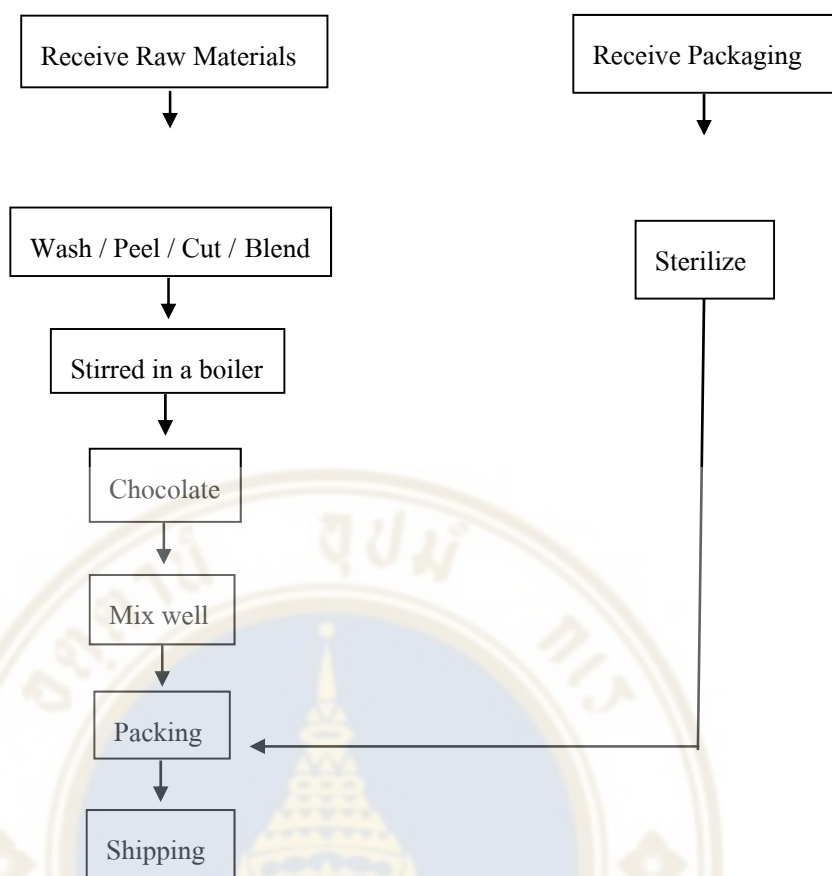 Receive Raw Materials
Receive Packaging
Wash / Peel / Cut / Blend
Sterilize
Stirred in a boiler
Chocolate
Mix well
Packing
Shipping